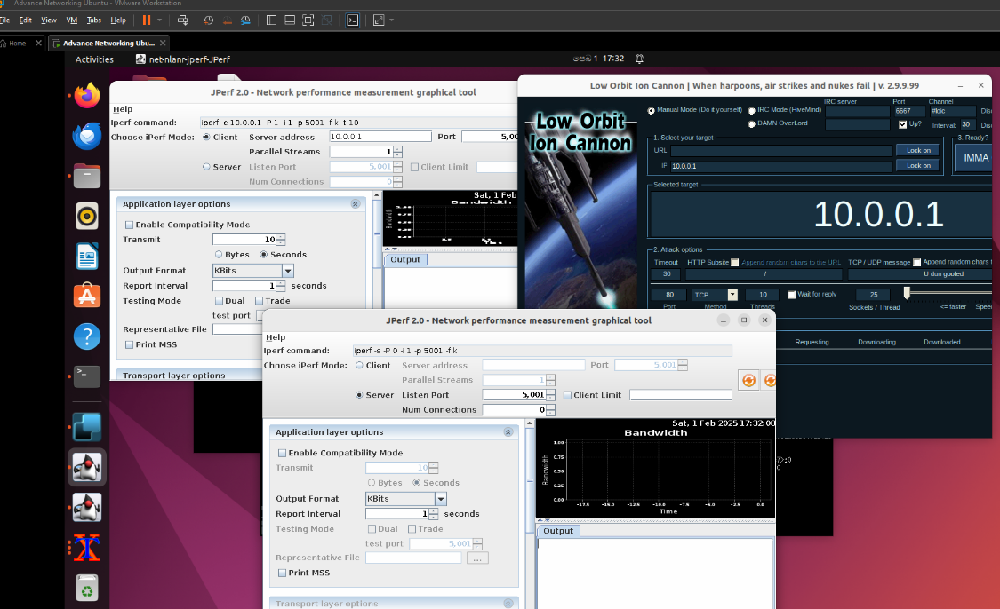 Advance Networking Ubuntu - VMware Workstation
File Edit View VM Tabs Help
Home
Advance Networking Ubu...
Activities
net-nlanr-jperf-JPerf
පෙබ 1 17:32
JPerf 2.0 - Network performance measurement graphical tool
Help
Iperf command:
iperf -c 10.0.0.1 -P 1 -i 1 -p 5001 -f k -t 10
Choose iPerf Mode:
Client
Server address
10.0.0.1
Port
5,00
Parallel Streams
1
Server
Listen Port
5,001
Client Limit
Num Connections
0
Application layer options
Enable Compatibility Mode
Transmit
10
Bytes
Seconds
Output Format
KBits
Report Interval
1
seconds
Testing Mode
Dual
Trade
test port
Representative File
Print MSS
Transport layer options
Sat, 1 Feb
Bandwidth
Output
Low Orbit Ion Cannon | When harpoons, air strikes and nukes fail | v. 2.9.9.99
Low Orbit
Ion Cannon
Manual Mode (Do it yourself)
IRC Mode (HiveMind)
DAMN OverLord
IRC server
Port
Channel
6667
#loic
Disc
Up?
Interval
30
Disc
1. Select your target
URL
Lock on
IP
10.0.0.1
Lock on
3. Ready?
IMMA
Selected target
10.0.0.1
2. Attack options
Timeout
HTTP Subsite
Append random chars to the URL
TCP / UDP message
Append random chars t
30
/
U dun goofed
80
TCP
10
Wait for reply
25
Port
Method
Threads
Sockets / Thread
<= faster
Spee
Requesting
Downloading
Downloaded
JPerf 2.0 - Network performance measurement graphical tool
Help
Iperf command:
iperf -s -P 0 -i 1 -p 5001 -f k
Choose iPerf Mode:
Client
Server address
Port
5,001
Parallel Streams
1
Server
Listen Port
5,001
Client Limit
Num Connections
0
Application layer options
Enable Compatibility Mode
Transmit
10
Bytes
Seconds
Output Format
KBits
Report Interval
1
seconds
Testing Mode
Dual
Trade
test port
5,001
Representative File
...
Print MSS
Transport layer options
Sat, 1 Feb 2025 17:32:08
Bandwidth
Bandwidth
1.00
0.75
0.50
0.25
0.00
-17.5
-15.0
-12.5
-10.0
-7.5
-5.0
-2.5
0.0
Time
Output